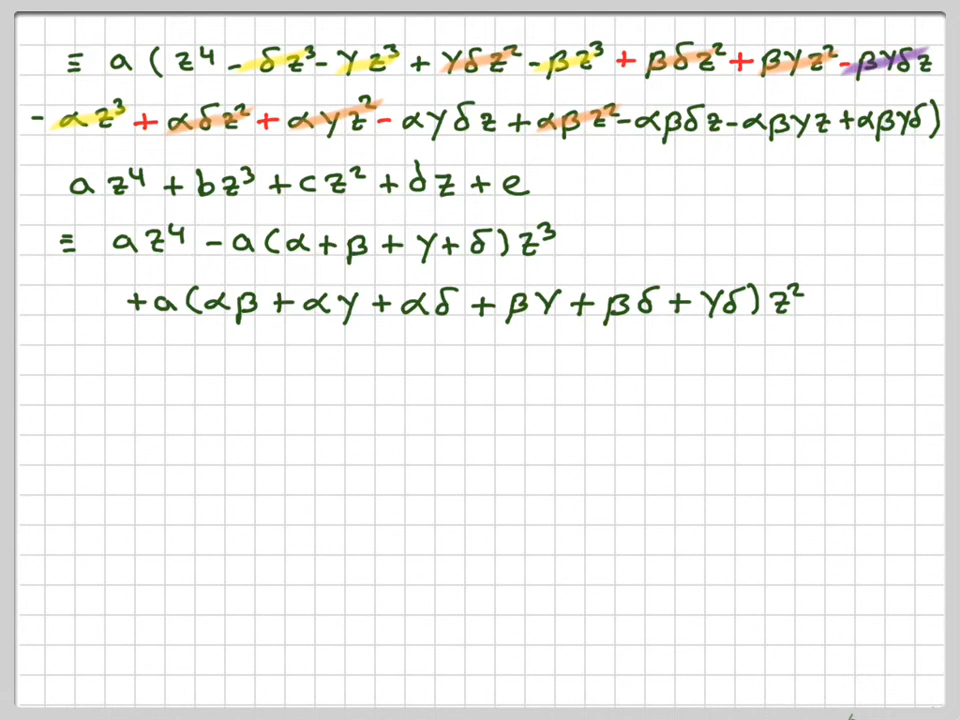 ≡ a ( z⁴ - δz³ - γz³ + γδz² - βz³ + βδz² + βγz² - βγδz
- αz³ + αδz² + αγz² - αγδz + αβz² - αβδz - αβγz + αβγδ)
az⁴ + bz³ + cz² + dz + e
≡ az⁴ - a(α + β + γ + δ) z³
+ a(αβ + αγ + αδ + βγ + βδ + γδ) z²